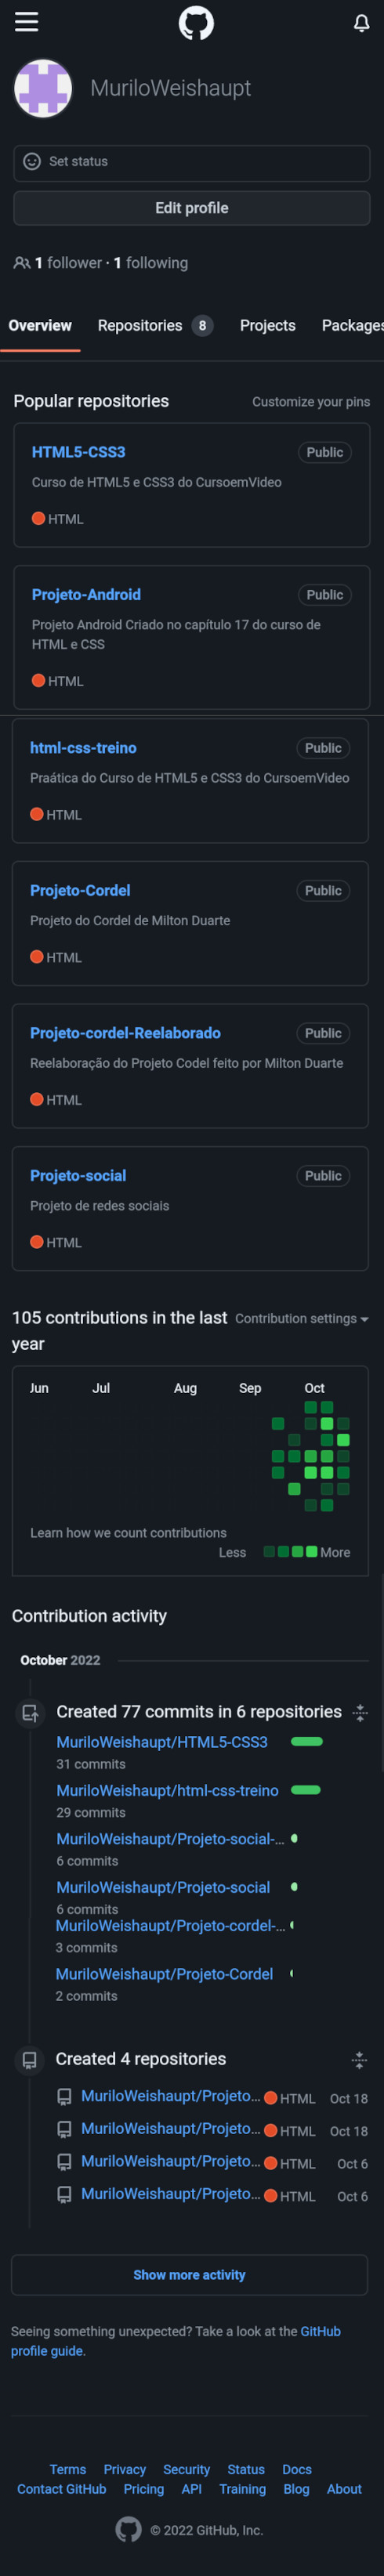 MuriloWeishaupt
Set status
Edit profile
1 follower · 1 following
Overview Repositories 8 Projects Packages
Popular repositories Customize your pins
HTML5-CSS3 Public
Curso de HTML5 e CSS3 do CursoemVideo
HTML
Projeto-Android Public
Projeto Android Criado no capítulo 17 do curso de
HTML e CSS
HTML
html-css-treino Public
Praática do Curso de HTML5 e CSS3 do CursoemVideo
HTML
Projeto-Cordel Public
Projeto do Cordel de Milton Duarte
HTML
Projeto-cordel-Reelaborado Public
Reelaboração do Projeto Codel feito por Milton Duarte
HTML
Projeto-social Public
Projeto de redes sociais
HTML
105 contributions in the last Contribution settings
year
Jun Jul Aug Sep Oct
Learn how we count contributions
Less More
Contribution activity
October 2022
Created 77 commits in 6 repositories
MuriloWeishaupt/HTML5-CSS3
31 commits
MuriloWeishaupt/html-css-treino
29 commits
MuriloWeishaupt/Projeto-social-...
6 commits
MuriloWeishaupt/Projeto-social
6 commits
MuriloWeishaupt/Projeto-cordel-...
3 commits
MuriloWeishaupt/Projeto-Cordel
2 commits
Created 4 repositories
MuriloWeishaupt/Projeto... HTML Oct 18
MuriloWeishaupt/Projeto... HTML Oct 18
MuriloWeishaupt/Projeto... HTML Oct 6
MuriloWeishaupt/Projeto... HTML Oct 6
Show more activity
Seeing something unexpected? Take a look at the GitHub
profile guide.
Terms Privacy Security Status Docs
Contact GitHub Pricing API Training Blog About
© 2022 GitHub, Inc.